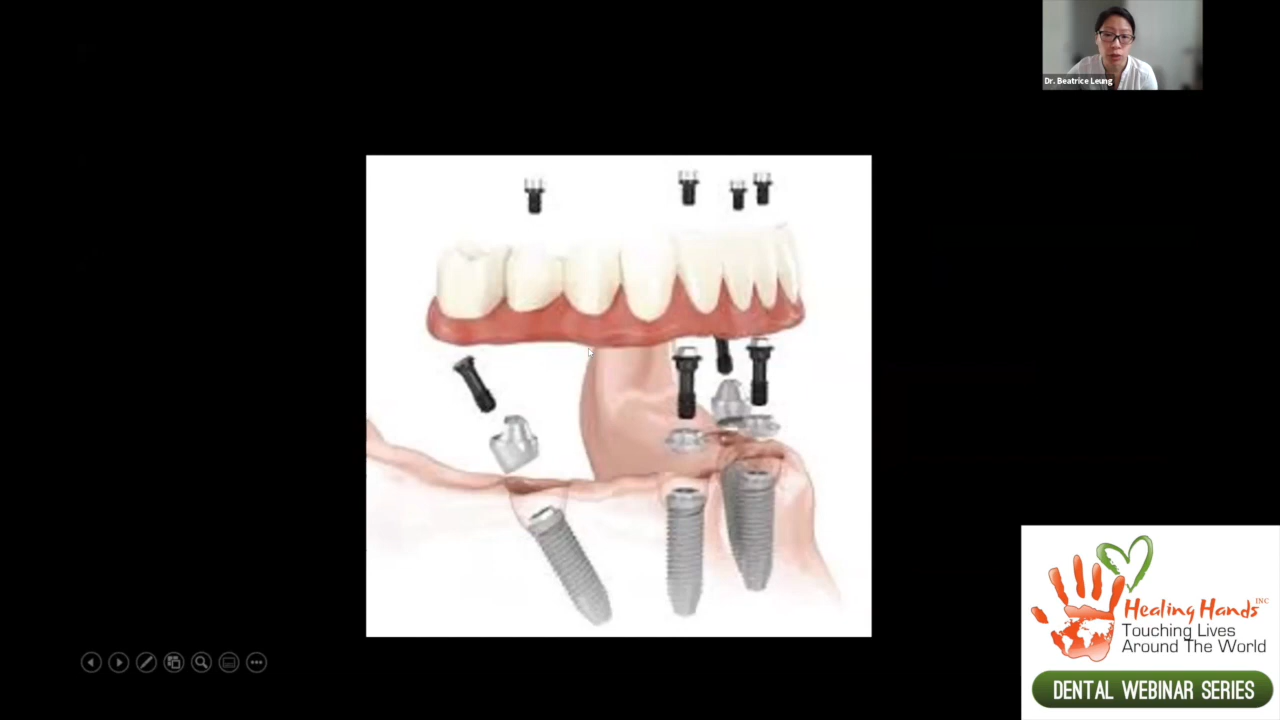 Dr. Beatrice Leung
Healing Hands INC
Touching Lives
Around The World
DENTAL WEBINAR SERIES